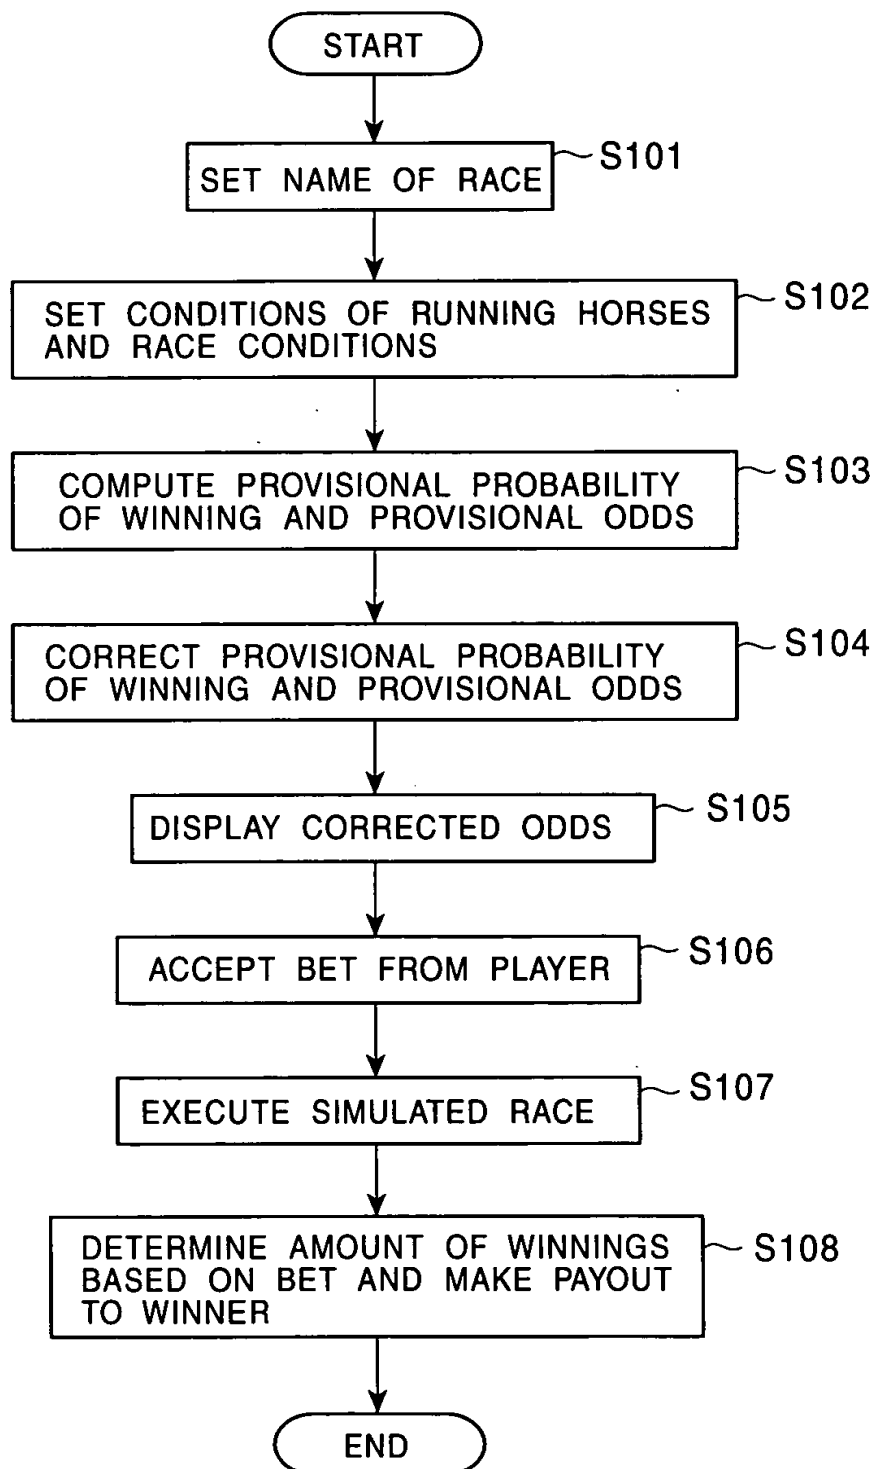 START
SET NAME OF RACE
S101
SET CONDITIONS OF RUNNING HORSES
AND RACE CONDITIONS
S102
COMPUTE PROVISIONAL PROBABILITY
OF WINNING AND PROVISIONAL ODDS
S103
CORRECT PROVISIONAL PROBABILITY
OF WINNING AND PROVISIONAL ODDS
S104
DISPLAY CORRECTED ODDS
S105
ACCEPT BET FROM PLAYER
S106
EXECUTE SIMULATED RACE
S107
DETERMINE AMOUNT OF WINNINGS
BASED ON BET AND MAKE PAYOUT
TO WINNER
S108
END